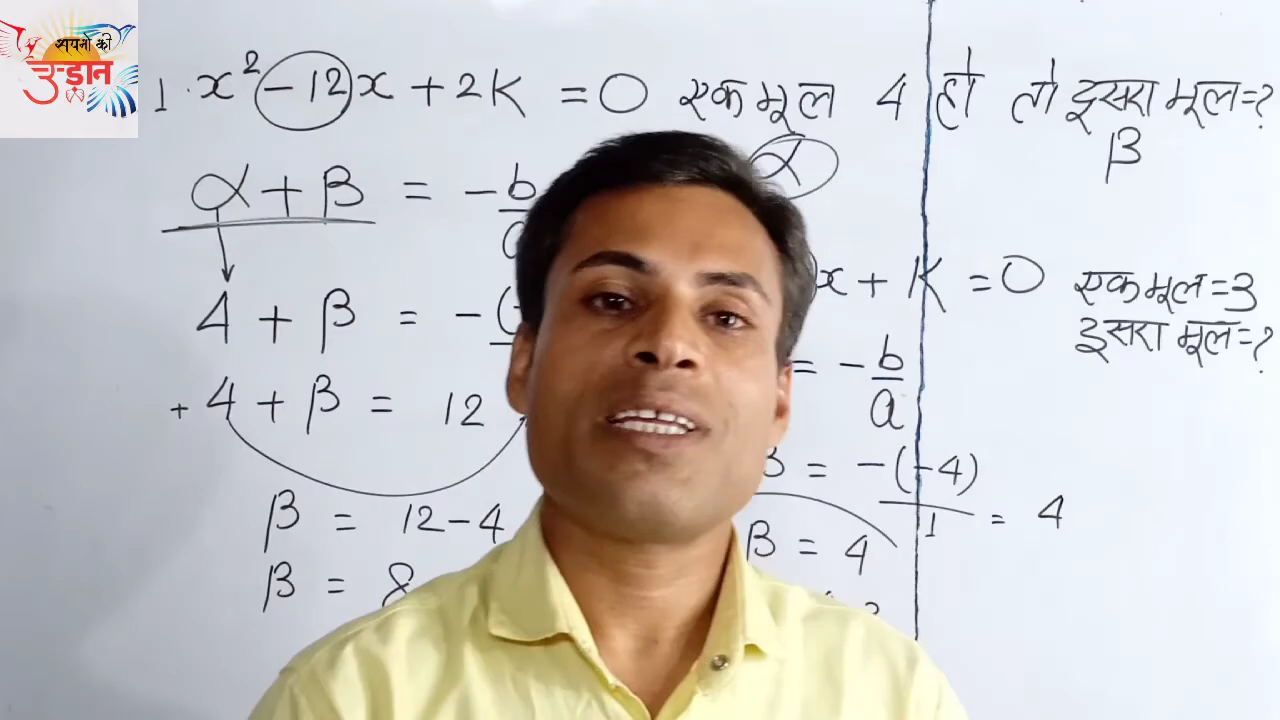 सपनो की
उड़ान
1. x² - 12x + 2K = 0 एक मूल 4 हो तो दुसरा मूल = ?
α β
α + β = -b
4 + β = -(
+ 4 + β = 12
β = 12 - 4
β = 8
x + K = 0 एक मूल = 3
दुसरा मूल = ?
= -b/a
β = -(-4)/1 = 4
β = 4